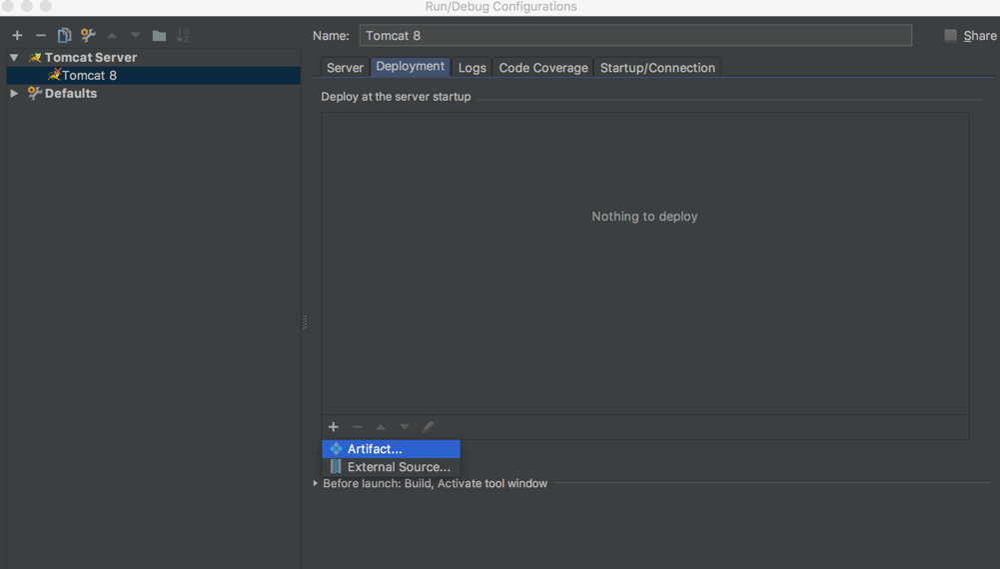 Run/Debug Configurations
Name: Tomcat 8 Share
Tomcat Server
Tomcat 8
Defaults
Server Deployment Logs Code Coverage Startup/Connection
Deploy at the server startup
Nothing to deploy
Artifact...
External Source...
Before launch: Build, Activate tool window